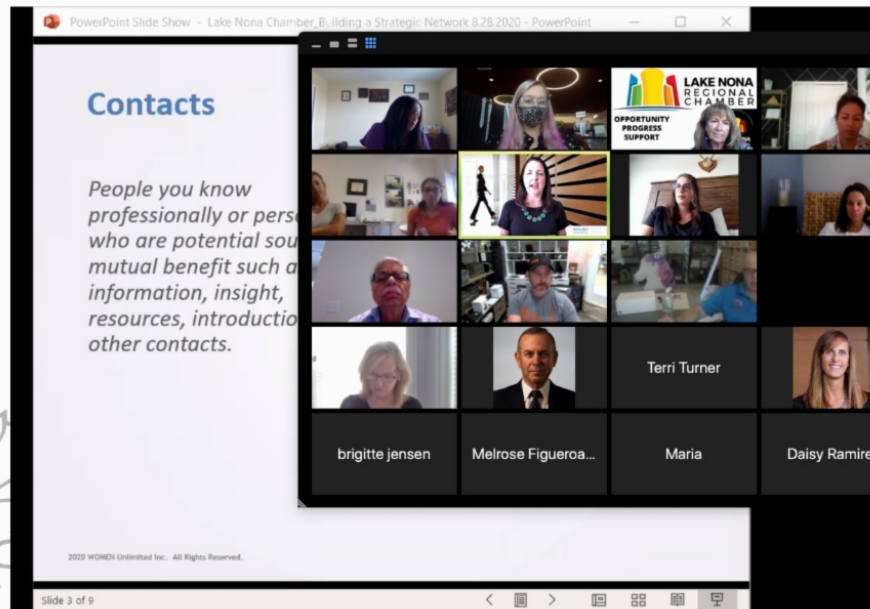 PowerPoint Slide Show - Lake Nona Chamber_Building a Strategic Network 8.28.2020 - PowerPoint
Contacts
People you know
professionally or perso
who are potential sou
mutual benefit such a
information, insight,
resources, introductio
other contacts.
LAKE NONA
REGIONAL
CHAMBER
OPPORTUNITY
PROGRESS
SUPPORT
Terri Turner
brigitte jensen
Melrose Figueroa...
Maria
Daisy Ramire
2020 WOMEN Unlimited Inc. All Rights Reserved.
Slide 3 of 9